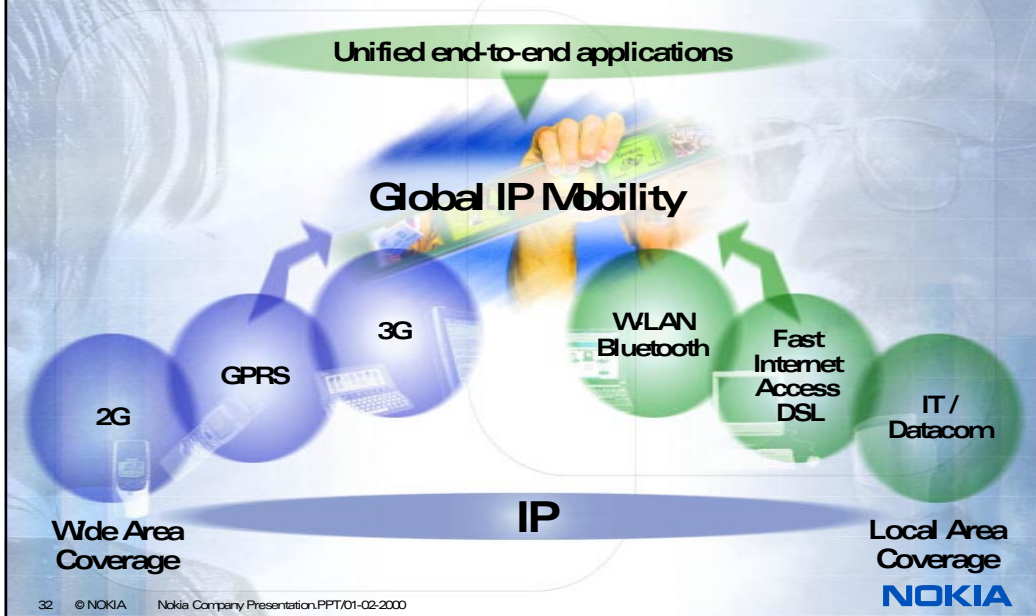 Unified end-to-end applications
Global IP Mobility
3G
GPRS
2G
W-LAN
Bluetooth
Fast
Internet
Access
DSL
IT /
Datacom
IP
Wide Area
Coverage
Local Area
Coverage
32 © NOKIA Nokia Company Presentation.PPT/01-02-2000
NOKIA